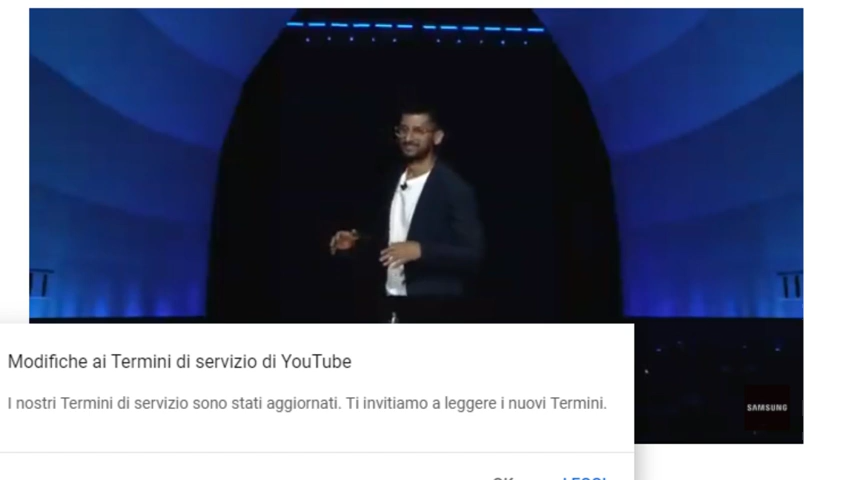 SAMSUNG
Modifiche ai Termini di servizio di YouTube
I nostri Termini di servizio sono stati aggiornati. Ti invitiamo a leggere i nuovi Termini.